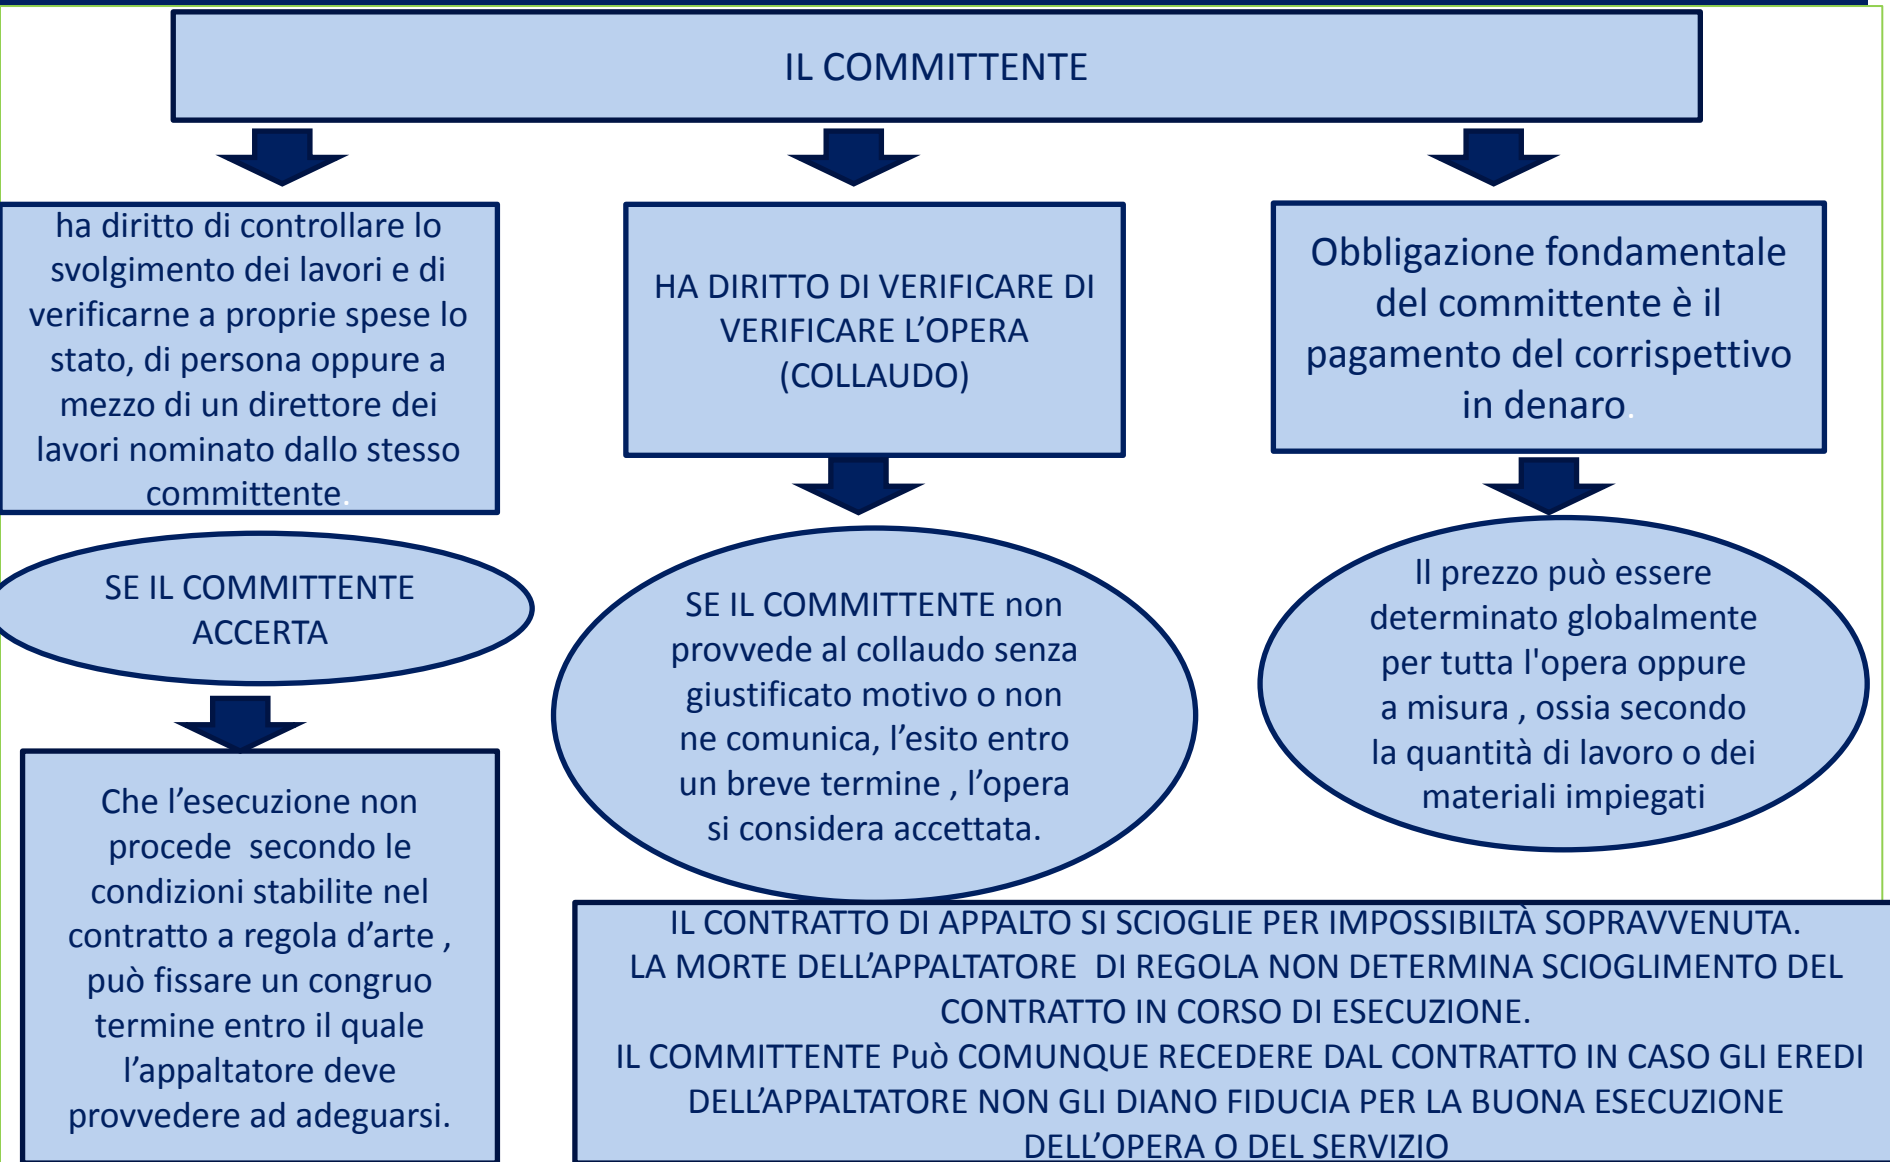 IL COMMITTENTE
ha diritto di controllare lo
svolgimento dei lavori e di
verificarne a proprie spese lo
stato, di persona oppure a
mezzo di un direttore dei
lavori nominato dallo stesso
committente.
SE IL COMMITTENTE
ACCERTA
Che l’esecuzione non
procede secondo le
condizioni stabilite nel
contratto a regola d’arte ,
può fissare un congruo
termine entro il quale
l’appaltatore deve
provvedere ad adeguarsi.
HA DIRITTO DI VERIFICARE DI
VERIFICARE L’OPERA
(COLLAUDO)
SE IL COMMITTENTE non
provvede al collaudo senza
giustificato motivo o non
ne comunica, l’esito entro
un breve termine , l’opera
si considera accettata.
Obbligazione fondamentale
del committente è il
pagamento del corrispettivo
in denaro.
Il prezzo può essere
determinato globalmente
per tutta l'opera oppure
a misura , ossia secondo
la quantità di lavoro o dei
materiali impiegati
IL CONTRATTO DI APPALTO SI SCIOGLIE PER IMPOSSIBILTÀ SOPRAVVENUTA.
LA MORTE DELL’APPALTATORE DI REGOLA NON DETERMINA SCIOGLIMENTO DEL
CONTRATTO IN CORSO DI ESECUZIONE.
IL COMMITTENTE Può COMUNQUE RECEDERE DAL CONTRATTO IN CASO GLI EREDI
DELL’APPALTATORE NON GLI DIANO FIDUCIA PER LA BUONA ESECUZIONE
DELL’OPERA O DEL SERVIZIO